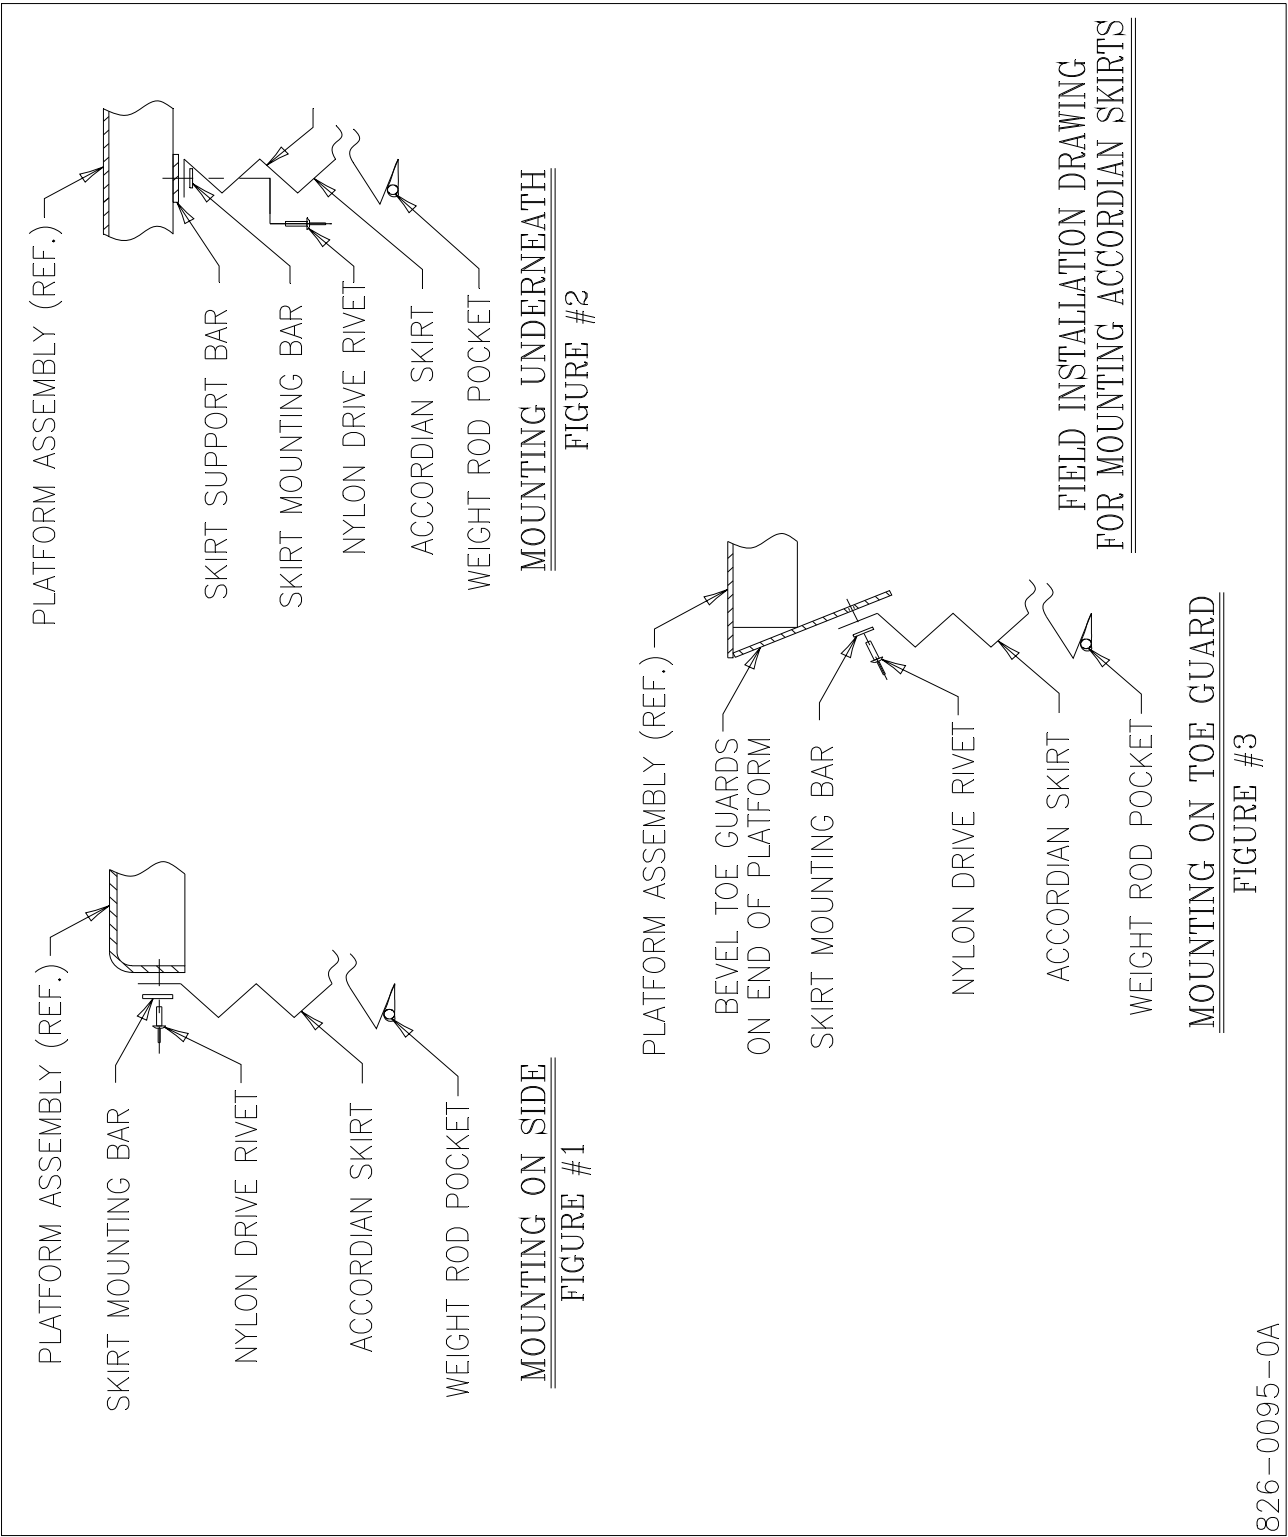 PLATFORM ASSEMBLY (REF.)
SKIRT MOUNTING BAR
NYLON DRIVE RIVET
ACCORDIAN SKIRT
WEIGHT ROD POCKET
MOUNTING ON SIDE
FIGURE #1
PLATFORM ASSEMBLY (REF.)
SKIRT SUPPORT BAR
SKIRT MOUNTING BAR
NYLON DRIVE RIVET
ACCORDIAN SKIRT
WEIGHT ROD POCKET
MOUNTING UNDERNEATH
FIGURE #2
PLATFORM ASSEMBLY (REF.)
BEVEL TOE GUARDS
ON END OF PLATFORM
SKIRT MOUNTING BAR
NYLON DRIVE RIVET
ACCORDIAN SKIRT
WEIGHT ROD POCKET
MOUNTING ON TOE GUARD
FIGURE #3
FIELD INSTALLATION DRAWING
FOR MOUNTING ACCORDIAN SKIRTS
826-0095-0A